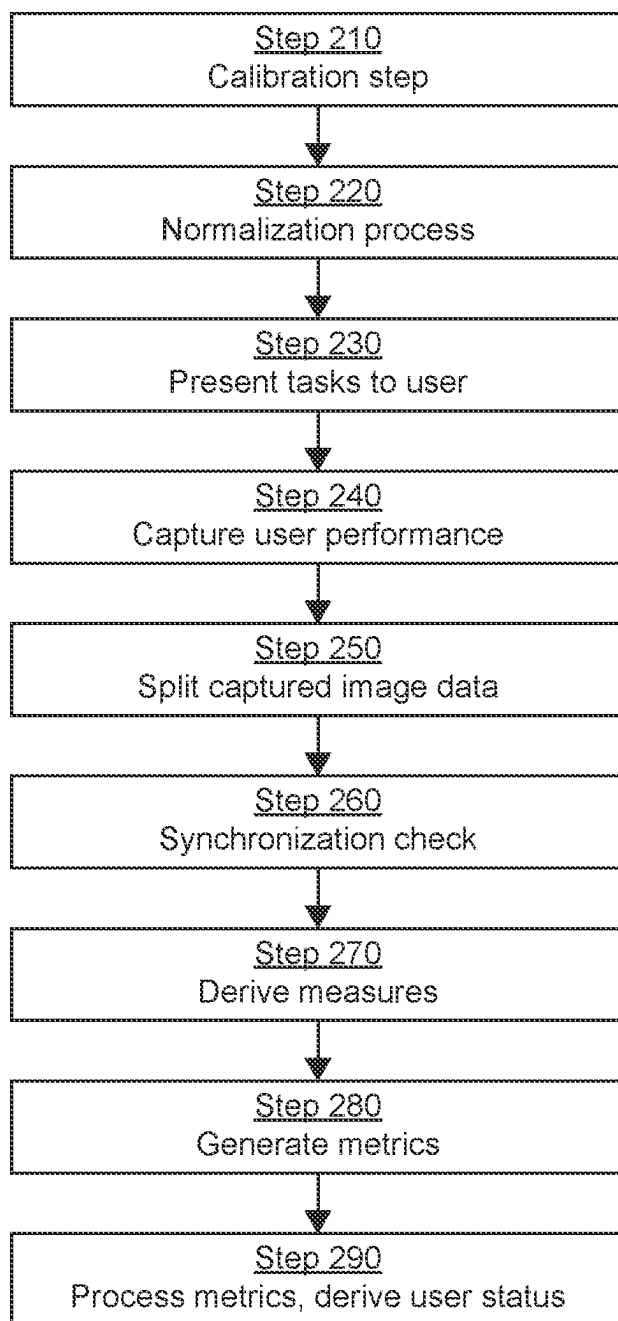 Step 210
Calibration step
Step 220
Normalization process
Step 230
Present tasks to user
Step 240
Capture user performance
Step 250
Split captured image data
Step 260
Synchronization check
Step 270
Derive measures
Step 280
Generate metrics
Step 290
Process metrics, derive user status